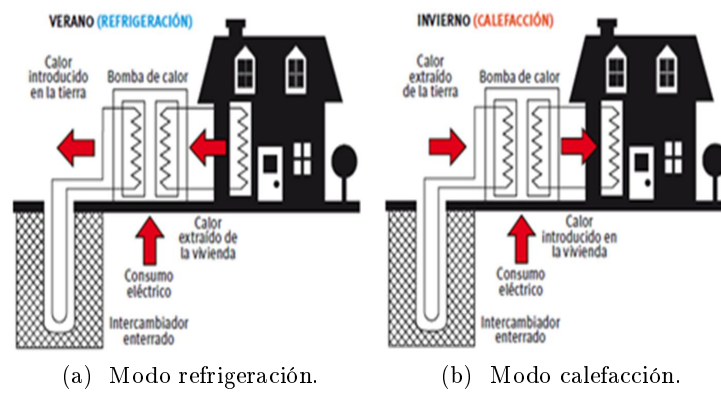 VERANO (REFRIGERACIÓN)
Calor
introducido
en la tierra
Bomba de calor
Calor
extraído de
la vivienda
Consumo
eléctrico
Intercambiador
enterrado
(a) Modo refrigeración.
INVIERNO (CALEFACCIÓN)
Calor
extraído
de la tierra
Bomba de calor
Calor
introducido en
la vivienda
Consumo
eléctrico
Intercambiador
enterrado
(b) Modo calefacción.